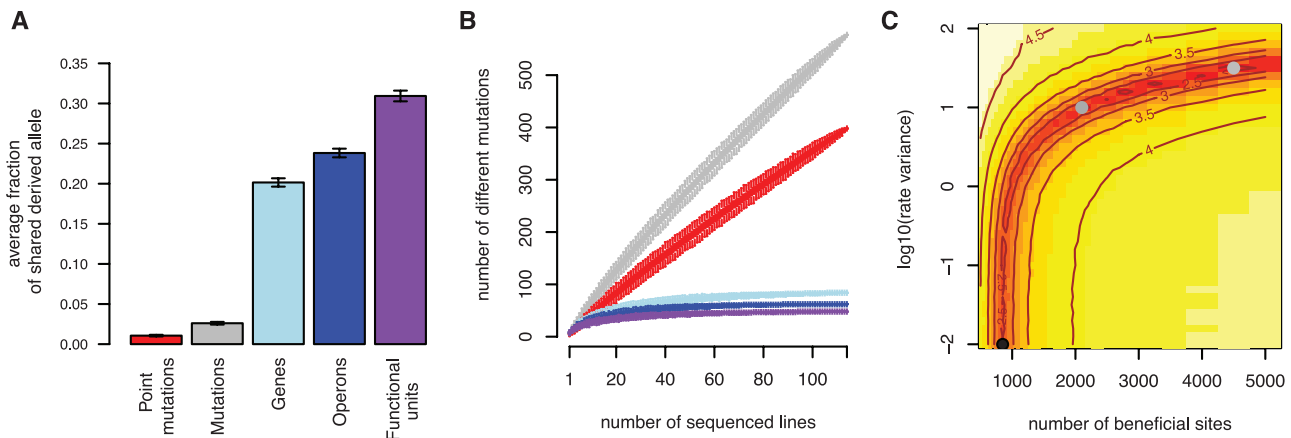 A
average fraction
of shared derived allele
0.35
0.30
0.25
0.20
0.15
0.10
0.05
0.00
Point
mutations
Mutations
Genes
Operons
Functional
units
B
number of different mutations
500
400
300
200
100
0
1
20
40
60
80
100
number of sequenced lines
C
log10(rate variance)
2
1
0
−1
−2
4.5
4
3.5
3
3
2.5
3.5
4
2.5
2.5
1000
2000
3000
4000
5000
number of beneficial sites